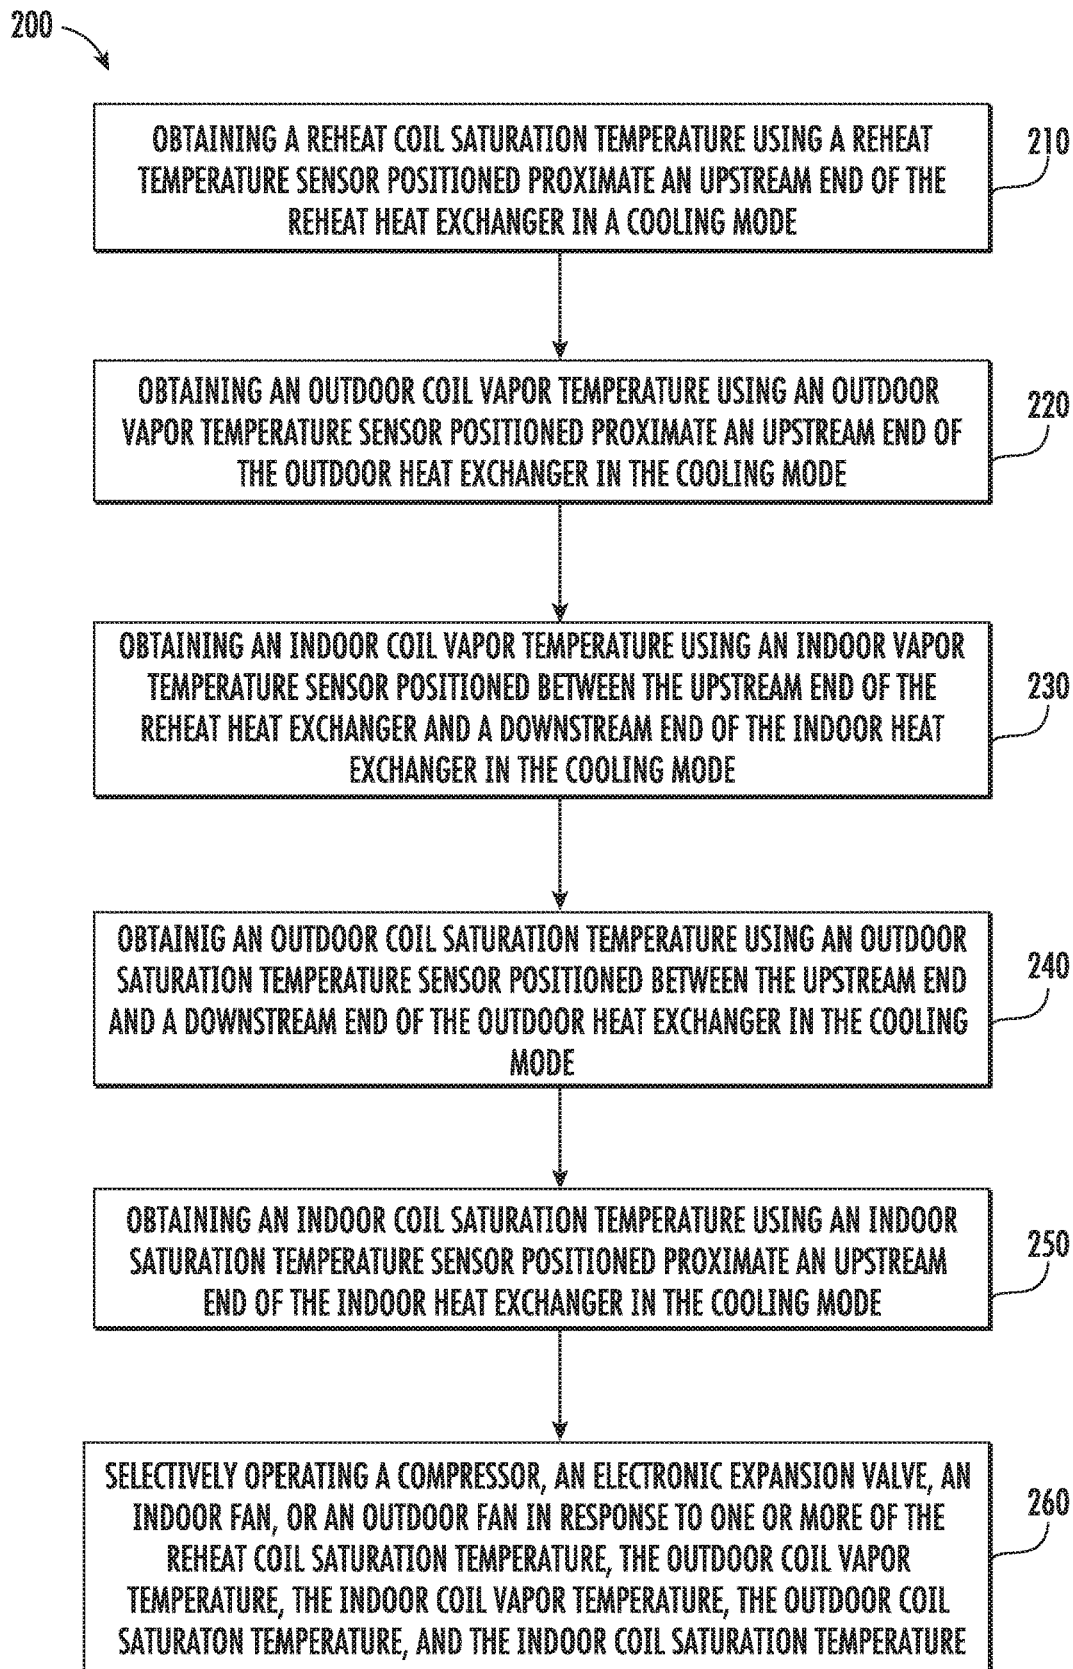 200
OBTAINING A REHEAT COIL SATURATION TEMPERATURE USING A REHEAT
TEMPERATURE SENSOR POSITIONED PROXIMATE AN UPSTREAM END OF THE
REHEAT HEAT EXCHANGER IN A COOLING MODE
210
OBTAINING AN OUTDOOR COIL VAPOR TEMPERATURE USING AN OUTDOOR
VAPOR TEMPERATURE SENSOR POSITIONED PROXIMATE AN UPSTREAM END OF
THE OUTDOOR HEAT EXCHANGER IN THE COOLING MODE
220
OBTAINING AN INDOOR COIL VAPOR TEMPERATURE USING AN INDOOR VAPOR
TEMPERATURE SENSOR POSITIONED BETWEEN THE UPSTREAM END OF THE
REHEAT HEAT EXCHANGER AND A DOWNSTREAM END OF THE INDOOR HEAT
EXCHANGER IN THE COOLING MODE
230
OBTAINIG AN OUTDOOR COIL SATURATION TEMPERATURE USING AN OUTDOOR
SATURATION TEMPERATURE SENSOR POSITIONED BETWEEN THE UPSTREAM END
AND A DOWNSTREAM END OF THE OUTDOOR HEAT EXCHANGER IN THE COOLING
MODE
240
OBTAINING AN INDOOR COIL SATURATION TEMPERATURE USING AN INDOOR
SATURATION TEMPERATURE SENSOR POSITIONED PROXIMATE AN UPSTREAM
END OF THE INDOOR HEAT EXCHANGER IN THE COOLING MODE
250
SELECTIVELY OPERATING A COMPRESSOR, AN ELECTRONIC EXPANSION VALVE, AN
INDOOR FAN, OR AN OUTDOOR FAN IN RESPONSE TO ONE OR MORE OF THE
REHEAT COIL SATURATION TEMPERATURE, THE OUTDOOR COIL VAPOR
TEMPERATURE, THE INDOOR COIL VAPOR TEMPERATURE, THE OUTDOOR COIL
SATURATON TEMPERATURE, AND THE INDOOR COIL SATURATION TEMPERATURE
260